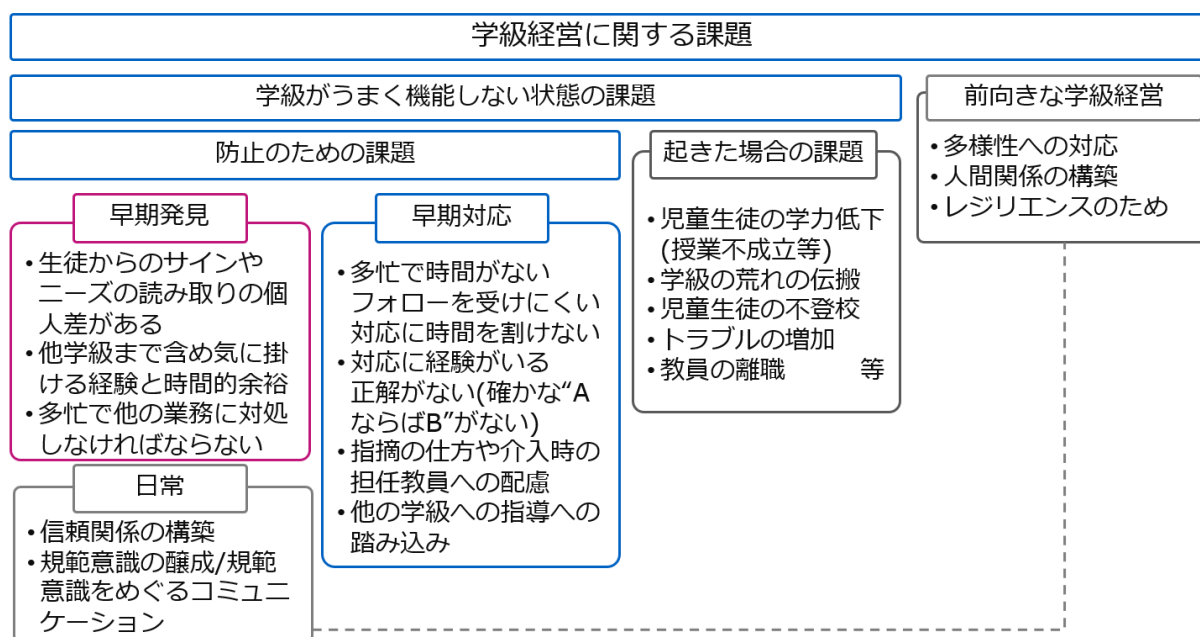 学級経営に関する課題
学級がうまく機能しない状態の課題
防止のための課題
早期発見
・生徒からのサインや
ニーズの読み取りの個
人差がある
・他学級まで含め気に掛
ける経験と時間的余裕
・多忙で他の業務に対処
しなければならない
日常
・信頼関係の構築
・規範意識の醸成/規範
意識をめぐるコミュニ
ケーション
早期対応
・多忙で時間がない
フォローを受けにくい
対応に時間を割けない
・対応に経験がいる
正解がない(確かな“A
ならばB”がない)
・指摘の仕方や介入時の
担任教員への配慮
・他の学級への指導への
踏み込み
起きた場合の課題
・児童生徒の学力低下
(授業不成立等)
・学級の荒れの伝搬
・児童生徒の不登校
・トラブルの増加
・教員の離職 等
前向きな学級経営
・多様性への対応
・人間関係の構築
・レジリエンスのため